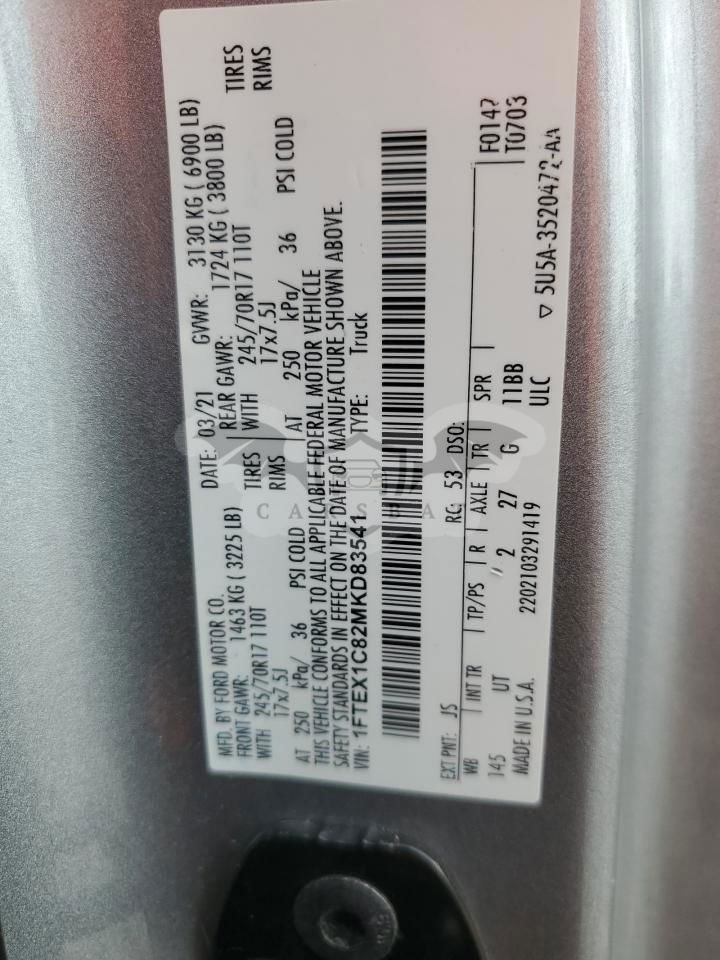 MFD. BY FORD MOTOR CO. DATE: 03/21 GVWR: 3130 KG ( 6900 LB)
FRONT GAWR: 1463 KG ( 3225 LB) REAR GAWR: 1724 KG ( 3800 LB)
WITH 245/70R17 110T TIRES WITH 245/70R17 110T TIRES
17x7.5J RIMS 17x7.5J RIMS
AT 250 kPa/ 36 PSI COLD AT 250 kPa/ 36 PSI COLD
THIS VEHICLE CONFORMS TO ALL APPLICABLE FEDERAL MOTOR VEHICLE
SAFETY STANDARDS IN EFFECT ON THE DATE OF MANUFACTURE SHOWN ABOVE.
VIN: 1FTEX1C82MKD83541 TYPE: Truck
EXT PNT: JS RC: 53 DSO: F0147
WB INT TR TP/PS R AXLE TR SPR T0703
145 UT 2 27 G 11BB
MADE IN U.S.A. 2202103291419 ULC
▽ 5U5A-3520472-AA
CARSBA